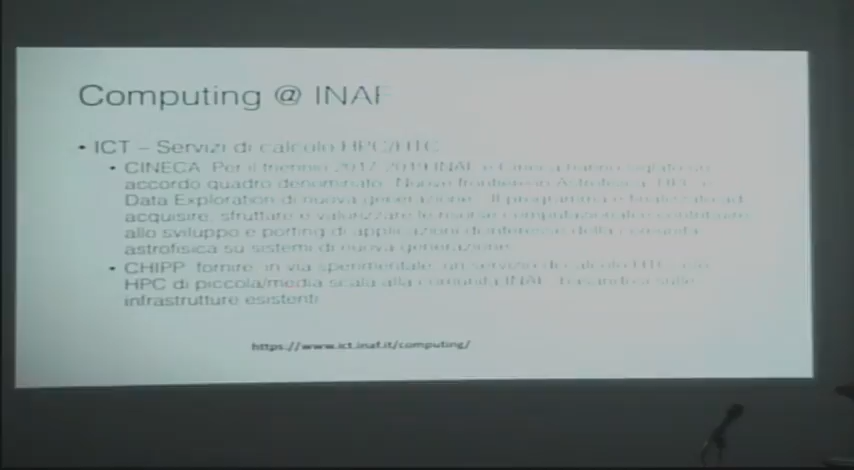 Computing @ INAF
• ICT – Servizi di calcolo HPC/HTC
• CINECA Per il triennio 2017 2019 INAF e Cineca hanno siglato un
accordo quadro denominato Nuove frontiere in Astrofisica HPC e
Data Exploration di nuova generazione Il programma è finalizzato ad
acquisire, sfruttare e valorizzare le risorse computazionali e contribuire
allo sviluppo e porting di applicazioni di interesse della comunità
astrofisica su sistemi di nuova generazione
• CHIPP fornire, in via sperimentale, un servizio di calcolo HTC
HPC di piccola/media scala alla comunità INAF basandosi sulle
infrastrutture esistenti
https://www.ict.inaf.it/computing/